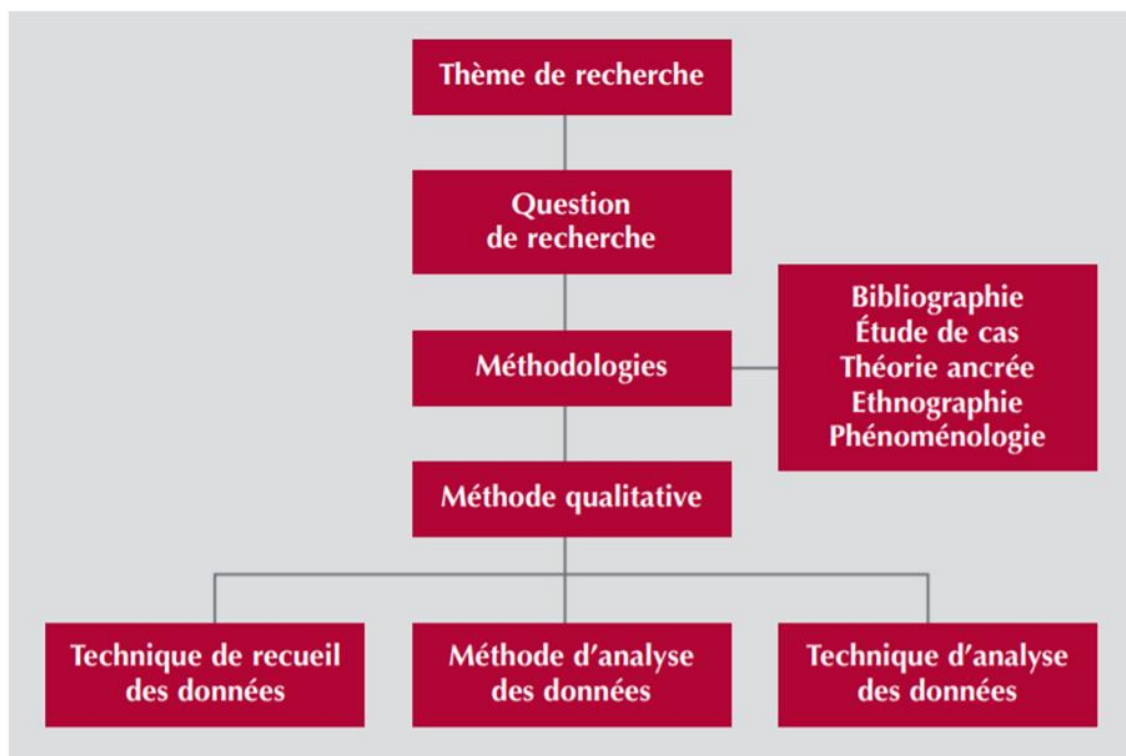 Thème de recherche
Question
de recherche
Méthodologies
Bibliographie
Étude de cas
Théorie ancrée
Ethnographie
Phénoménologie
Méthode qualitative
Technique de recueil
des données
Méthode d'analyse
des données
Technique d'analyse
des données